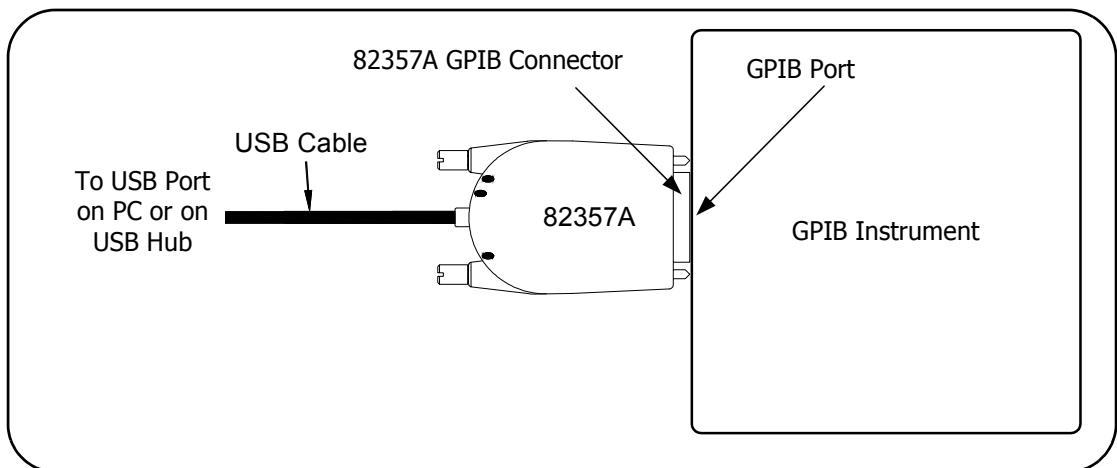 82357A GPIB Connector
GPIB Port
USB Cable
To USB Port
on PC or on
USB Hub
82357A
GPIB Instrument